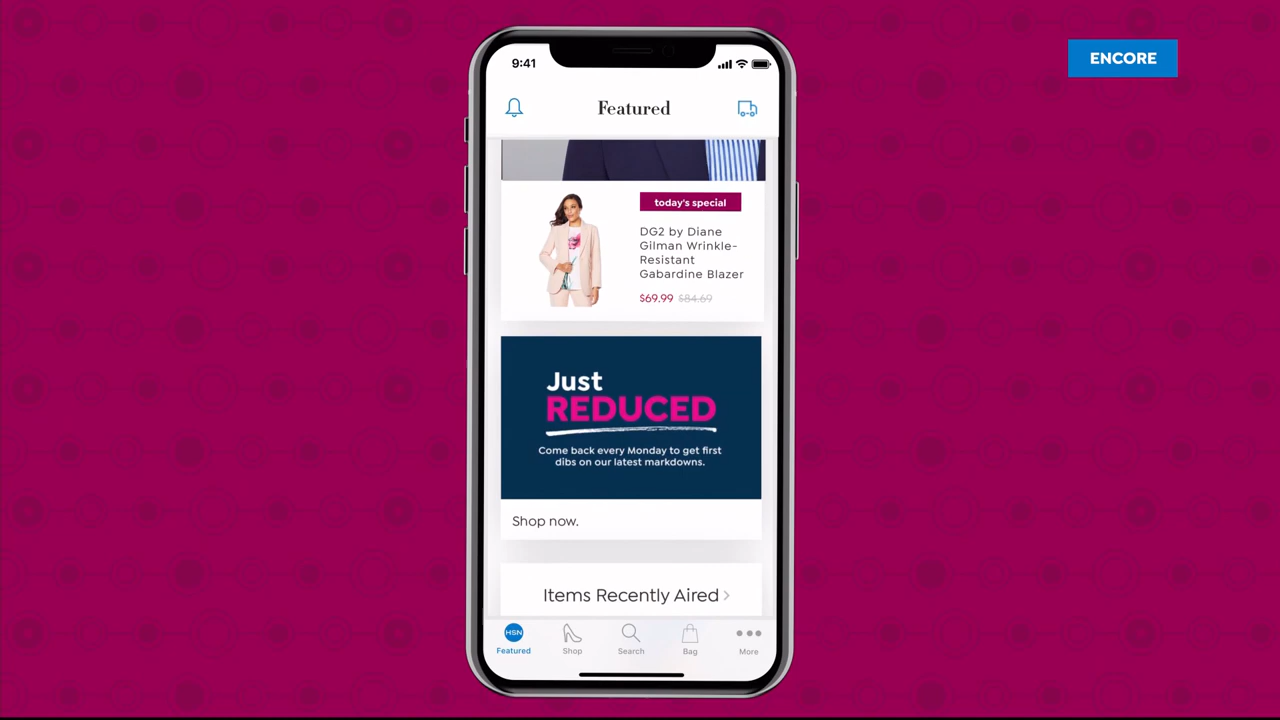 ENCORE
9:41
Featured
today's special
DG2 by Diane
Gilman Wrinkle-
Resistant
Gabardine Blazer
$69.99 $84.69
Just
REDUCED
Come back every Monday to get first
dibs on our latest markdowns.
Shop now.
Items Recently Aired
HSN
Featured Shop Search Bag More